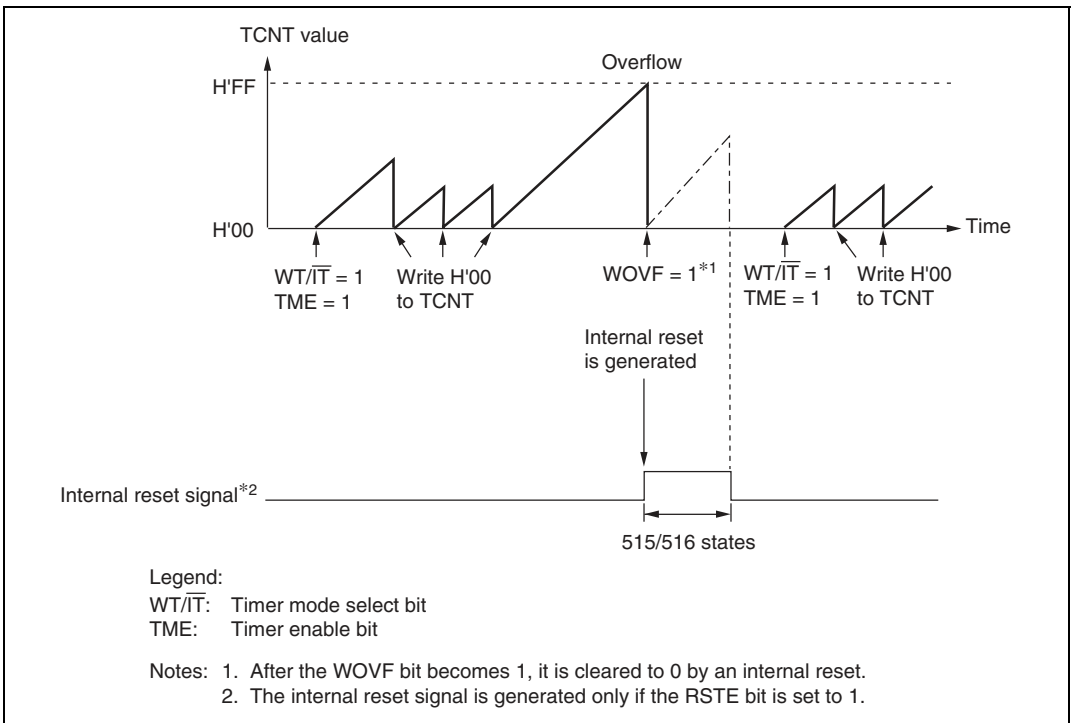 TCNT value
Overflow
H'FF
H'00
Time
WT/I̅T̅ = 1
TME = 1
Write H'00
to TCNT
WOVF = 1*1
WT/I̅T̅ = 1
TME = 1
Write H'00
to TCNT
Internal reset
is generated
Internal reset signal*2
515/516 states
Legend:
WT/I̅T̅: Timer mode select bit
TME: Timer enable bit
Notes: 1. After the WOVF bit becomes 1, it is cleared to 0 by an internal reset.
2. The internal reset signal is generated only if the RSTE bit is set to 1.